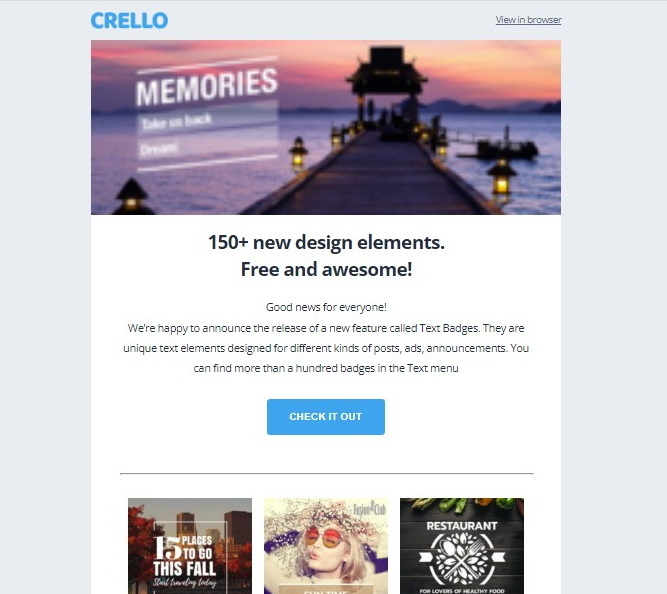 CRELLO
View in browser
MEMORIES
Take us back
Dream
150+ new design elements.
Free and awesome!
Good news for everyone!
We're happy to announce the release of a new feature called Text Badges. They are
unique text elements designed for different kinds of posts, ads, announcements. You
can find more than a hundred badges in the Text menu
CHECK IT OUT
15 PLACES
TO GO
THIS FALL
Start traveling today
Fusion Club
SUN TIME
RESTAURANT
FOR LOVERS OF HEALTHY FOOD